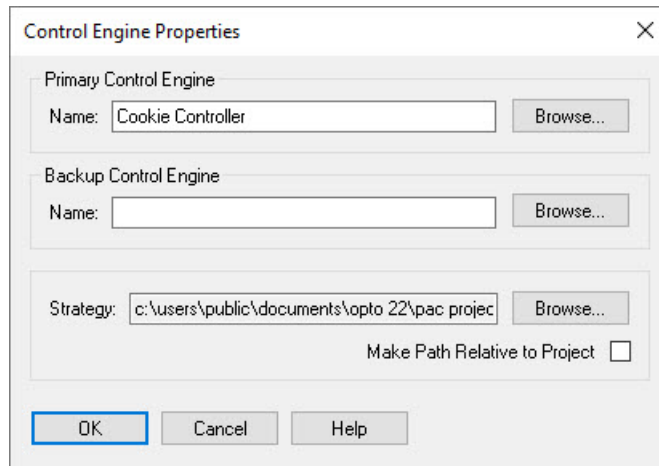 Control Engine Properties
Primary Control Engine
Name: Cookie Controller Browse...
Backup Control Engine
Name: Browse...
Strategy: c:\users\public\documents\opto 22\pac projec Browse...
Make Path Relative to Project
OK Cancel Help